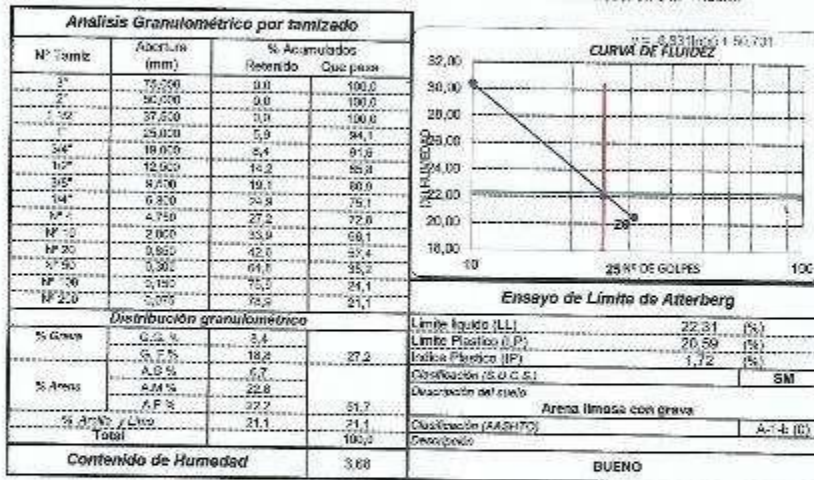 Análisis Granulométrico por tamizado
Nº Tamiz Abertura (mm) % Acumulados
Retenido Que pasa
3" 75,000 0,0 100,0
2" 50,000 0,0 100,0
1 1/2" 37,500 0,0 100,0
1" 25,000 5,9 94,1
3/4" 19,000 8,4 91,6
1/2" 12,500 14,2 85,8
3/8" 9,500 19,1 80,9
1/4" 6,300 24,9 75,1
Nº 4 4,750 27,2 72,8
Nº 10 2,000 33,9 66,1
Nº 20 0,850 42,6 57,4
Nº 50 0,300 64,8 35,2
Nº 100 0,150 75,9 24,1
Nº 200 0,075 78,9 21,1
Distribución granulométrico
% Grava G.G. % 8,4
G. F % 18,8 27,2
% Arena A.G % 6,7
A.M % 22,8
A.F % 22,2 51,7
% Arcilla y Limo 21,1 21,1
Total 100,0
Contenido de Humedad 3,68
CURVA DE FLUIDEZ
(%) HUMEDAD
32,00
30,00
28,00
26,00
24,00
22,00
20,00
18,00
10 25 Nº DE GOLPES 100
Ensayo de Límite de Atterberg
Límite líquido (LL) 22,31 (%)
Límite Plastico (LP) 20,59 (%)
Indice Plastico (IP) 1,72 (%)
Clasificación (S.U.C.S.) SM
Descripción del suelo
Arena limosa con grava
Clasificación (AASHTO) A-1-b (0)
Descripción
BUENO